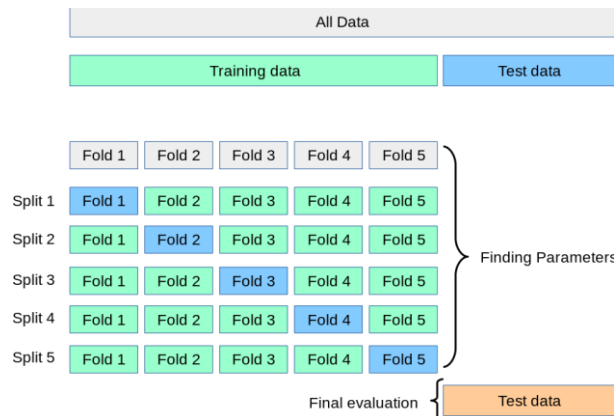 All Data
Training data Test data
Fold 1 Fold 2 Fold 3 Fold 4 Fold 5
Split 1 Fold 1 Fold 2 Fold 3 Fold 4 Fold 5
Split 2 Fold 1 Fold 2 Fold 3 Fold 4 Fold 5
Finding Parameters
Split 3 Fold 1 Fold 2 Fold 3 Fold 4 Fold 5
Split 4 Fold 1 Fold 2 Fold 3 Fold 4 Fold 5
Split 5 Fold 1 Fold 2 Fold 3 Fold 4 Fold 5
Final evaluation Test data